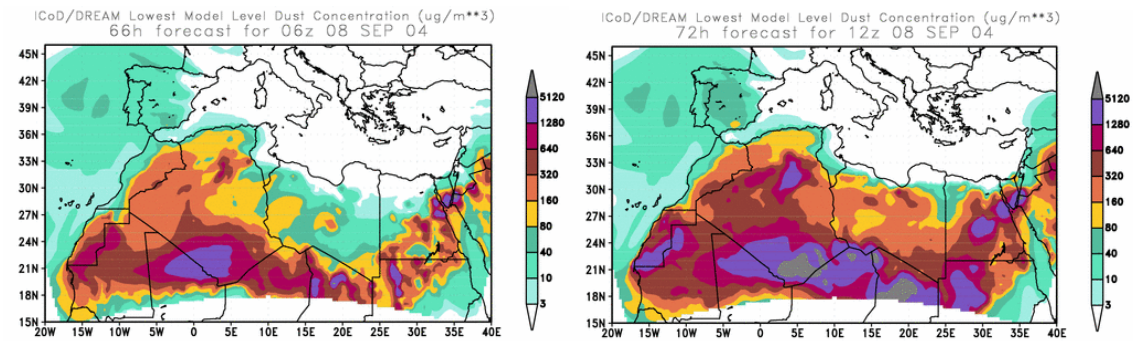 ICoD/DREAM Lowest Model Level Dust Concentration (ug/m**3)
66h forecast for 06z 08 SEP 04
45N
42N
39N
36N
33N
30N
27N
24N
21N
18N
15N
20W 15W 10W 5W 0 5E 10E 15E 20E 25E 30E 35E 40E
5120
1280
640
320
160
80
40
10
3
ICoD/DREAM Lowest Model Level Dust Concentration (ug/m**3)
72h forecast for 12z 08 SEP 04
45N
42N
39N
36N
33N
30N
27N
24N
21N
18N
15N
20W 15W 10W 5W 0 5E 10E 15E 20E 25E 30E 35E 40E
5120
1280
640
320
160
80
40
10
3